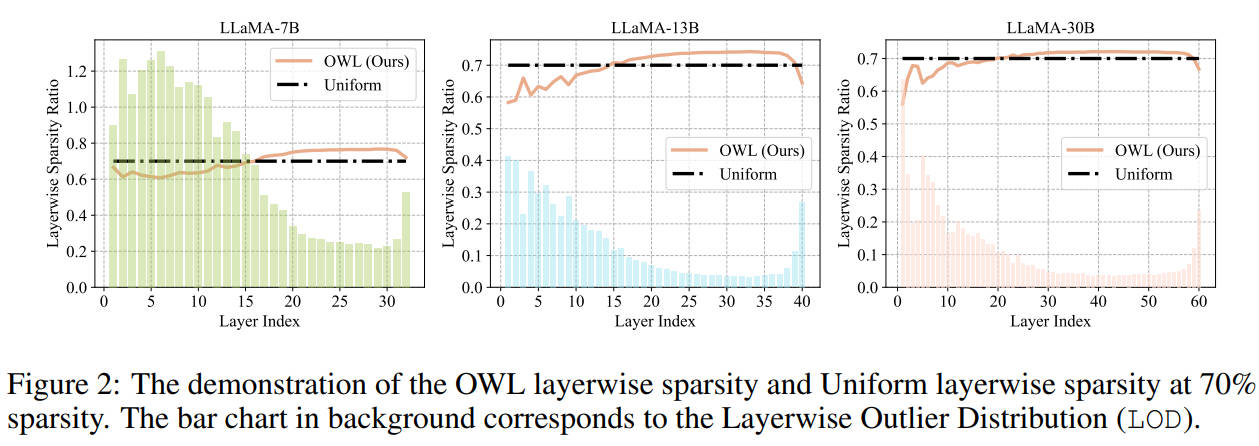 LLaMA-7B
Layerwise Sparsity Ratio
1.2
1.0
0.8
0.6
0.4
0.2
0.0
0 5 10 15 20 25 30
Layer Index
OWL (Ours)
Uniform
LLaMA-13B
Layerwise Sparsity Ratio
0.7
0.6
0.5
0.4
0.3
0.2
0.1
0.0
0 5 10 15 20 25 30 35 40
Layer Index
OWL (Ours)
Uniform
LLaMA-30B
Layerwise Sparsity Ratio
0.7
0.6
0.5
0.4
0.3
0.2
0.1
0.0
0 10 20 30 40 50 60
Layer Index
OWL (Ours)
Uniform
Figure 2: The demonstration of the OWL layerwise sparsity and Uniform layerwise sparsity at 70%
sparsity. The bar chart in background corresponds to the Layerwise Outlier Distribution (LOD).